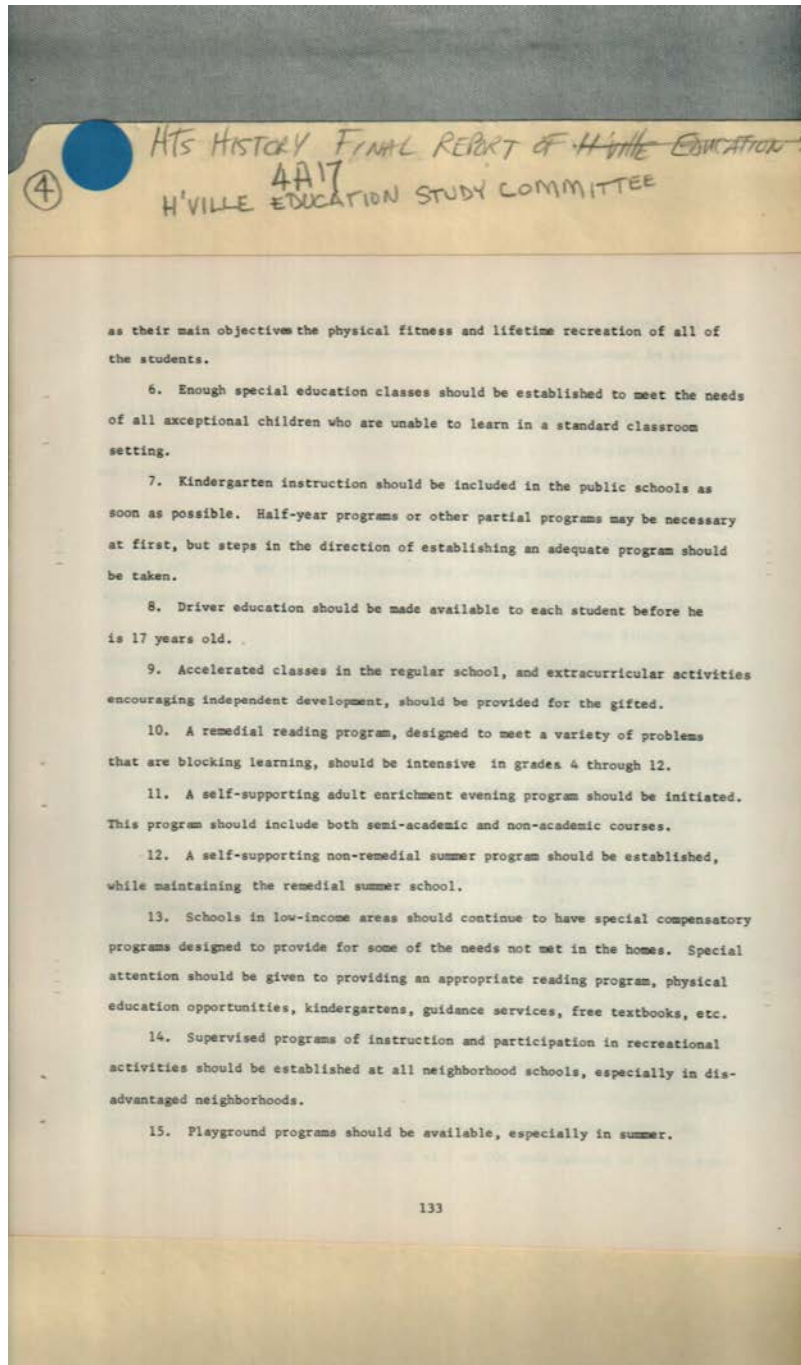 HTS HISTORY FINAL REPORT OF H'ville EDUCATION
4A17
④ H'VILLE EDUCATION STUDY COMMITTEE
as their main objectives the physical fitness and lifetime recreation of all of
the students.
6. Enough special education classes should be established to meet the needs
of all axceptional children who are unable to learn in a standard classroom
setting.
7. Kindergarten instruction should be included in the public schools as
soon as possible. Half-year programs or other partial programs may be necessary
at first, but steps in the direction of establishing an adequate program should
be taken.
8. Driver education should be made available to each student before he
is 17 years old.
9. Accelerated classes in the regular school, and extracurricular activities
encouraging independent development, should be provided for the gifted.
10. A remedial reading program, designed to meet a variety of problems
that are blocking learning, should be intensive in grades 4 through 12.
11. A self-supporting adult enrichment evening program should be initiated.
This program should include both semi-academic and non-academic courses.
12. A self-supporting non-remedial summer program should be established,
while maintaining the remedial summer school.
13. Schools in low-income areas should continue to have special compensatory
programs designed to provide for some of the needs not met in the homes. Special
attention should be given to providing an appropriate reading program, physical
education opportunities, kindergartens, guidance services, free textbooks, etc.
14. Supervised programs of instruction and participation in recreational
activities should be established at all neighborhood schools, especially in dis-
advantaged neighborhoods.
15. Playground programs should be available, especially in summer.
133